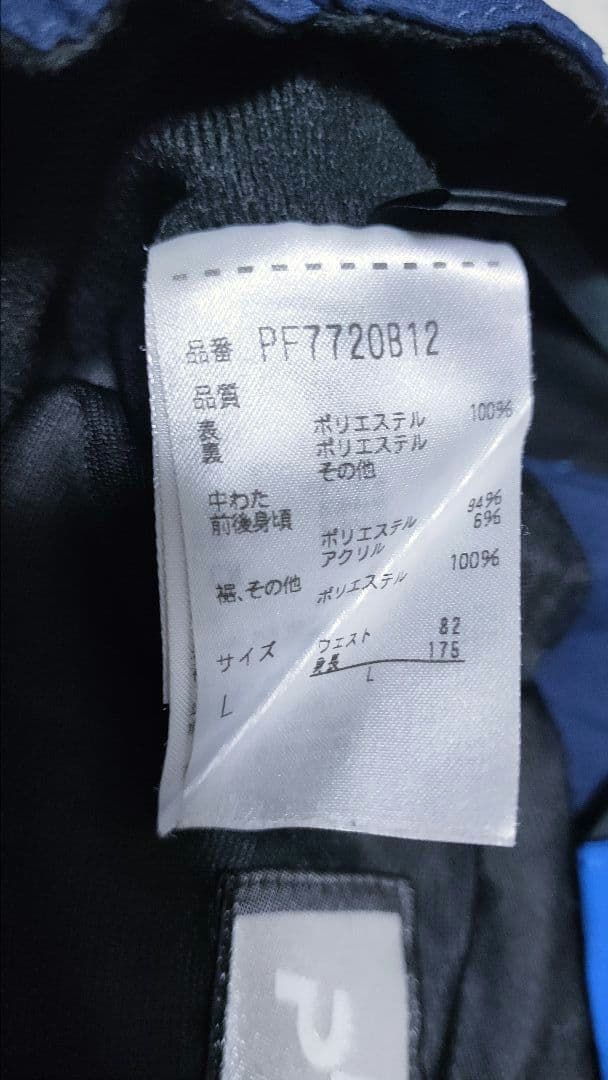 品番 PF7720B12
品質
表 ポリエステル 100%
裏 ポリエステル
その他
中わた
前後身頃 ポリエステル 94%
アクリル 6%
裾、その他 ポリエステル 100%
サイズ ウェスト 82
身長 175
L L